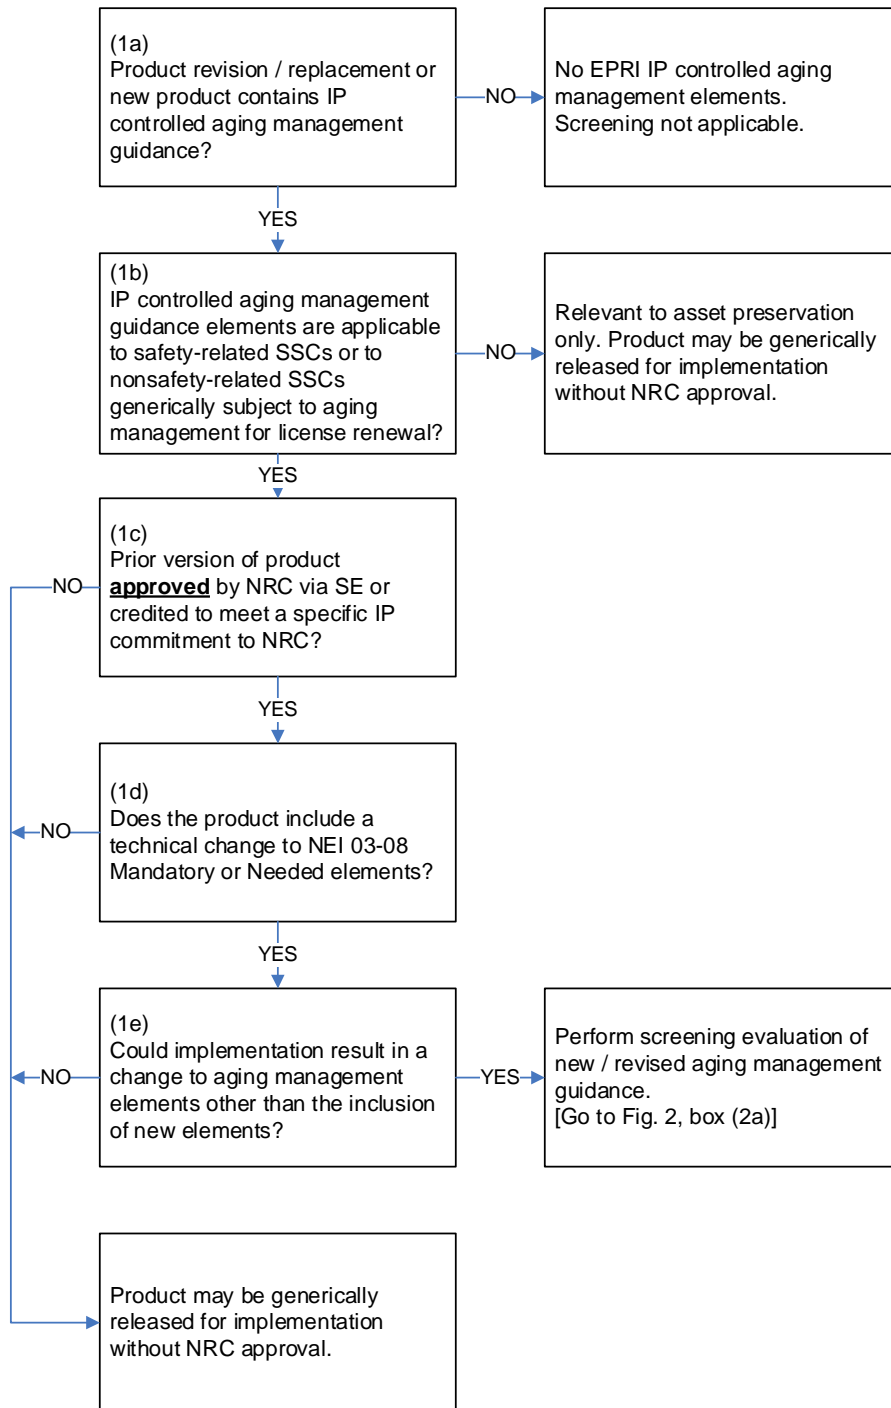 (1a)
Product revision / replacement or
new product contains IP
controlled aging management
guidance?
NO
No EPRI IP controlled aging
management elements.
Screening not applicable.
YES
(1b)
IP controlled aging management
guidance elements are applicable
to safety-related SSCs or to
nonsafety-related SSCs
generically subject to aging
management for license renewal?
NO
Relevant to asset preservation
only. Product may be generically
released for implementation
without NRC approval.
YES
(1c)
Prior version of product
approved by NRC via SE or
credited to meet a specific IP
commitment to NRC?
NO
YES
(1d)
Does the product include a
technical change to NEI 03-08
Mandatory or Needed elements?
NO
YES
(1e)
Could implementation result in a
change to aging management
elements other than the inclusion
of new elements?
NO
YES
Perform screening evaluation of
new / revised aging management
guidance.
[Go to Fig. 2, box (2a)]
Product may be generically
released for implementation
without NRC approval.